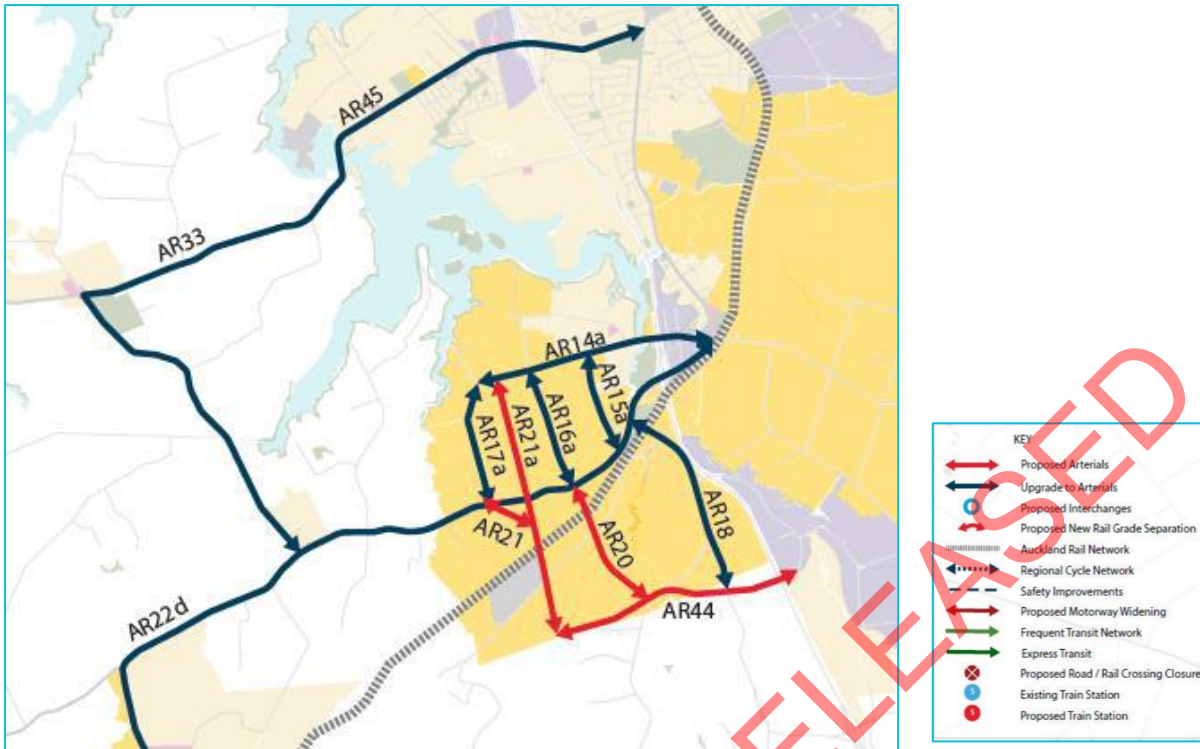 AR45
AR33
AR14a
AR15a
AR16a
AR21a
AR17a
AR21
AR20
AR18
AR44
AR22d
KEY
Proposed Arterials
Upgrade to Arterials
Proposed Interchanges
Proposed New Rail Grade Separation
Auckland Rail Network
Regional Cycle Network
Safety Improvements
Proposed Motorway Widening
Frequent Transit Network
Express Transit
Proposed Road / Rail Crossing Closure
S Existing Train Station
S Proposed Train Station
ELEASED